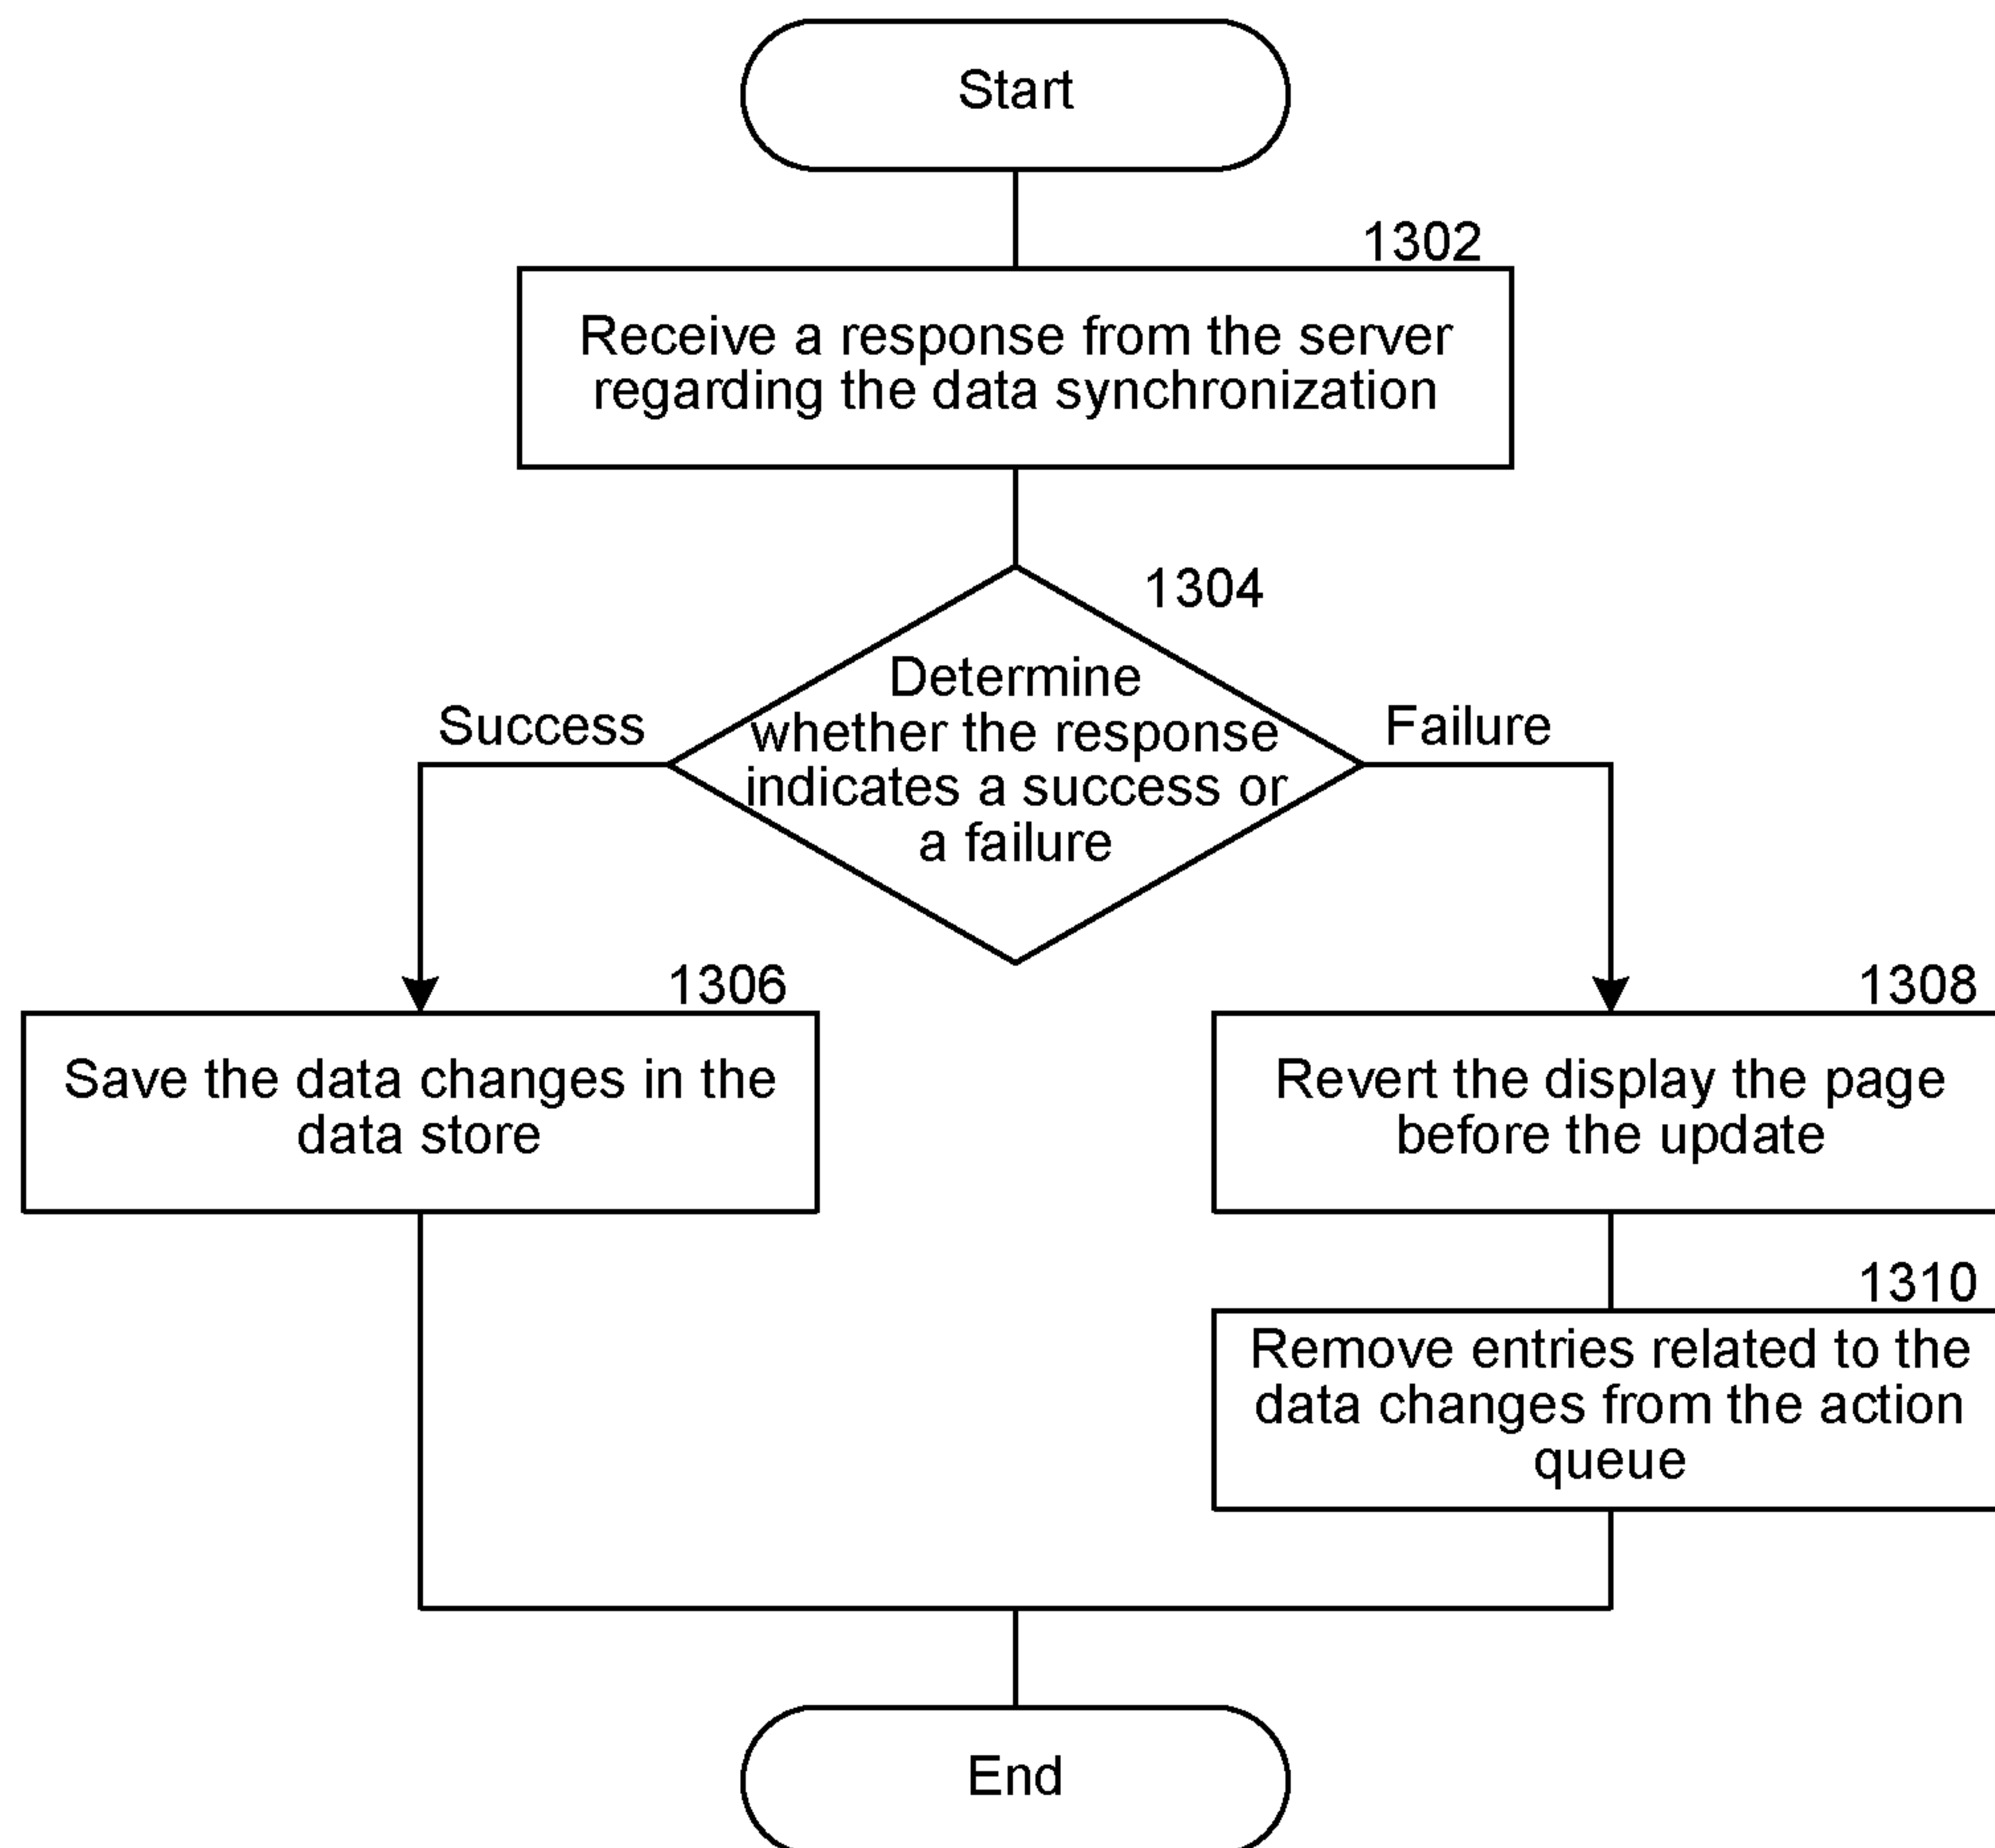 Start
1302
Receive a response from the server
regarding the data synchronization
1304
Determine
whether the response
indicates a success or
a failure
Success
Failure
1306
Save the data changes in the
data store
1308
Revert the display the page
before the update
1310
Remove entries related to the
data changes from the action
queue
End